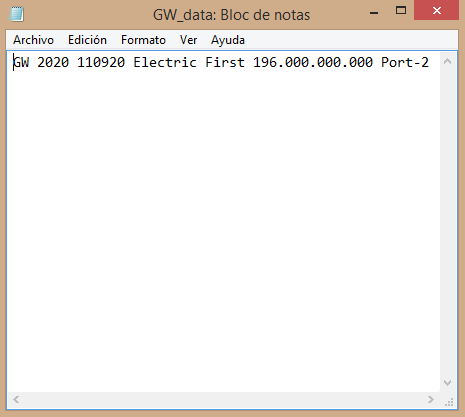 GW_data: Bloc de notas
Archivo Edición Formato Ver Ayuda
GW 2020 110920 Electric First 196.000.000.000 Port-2